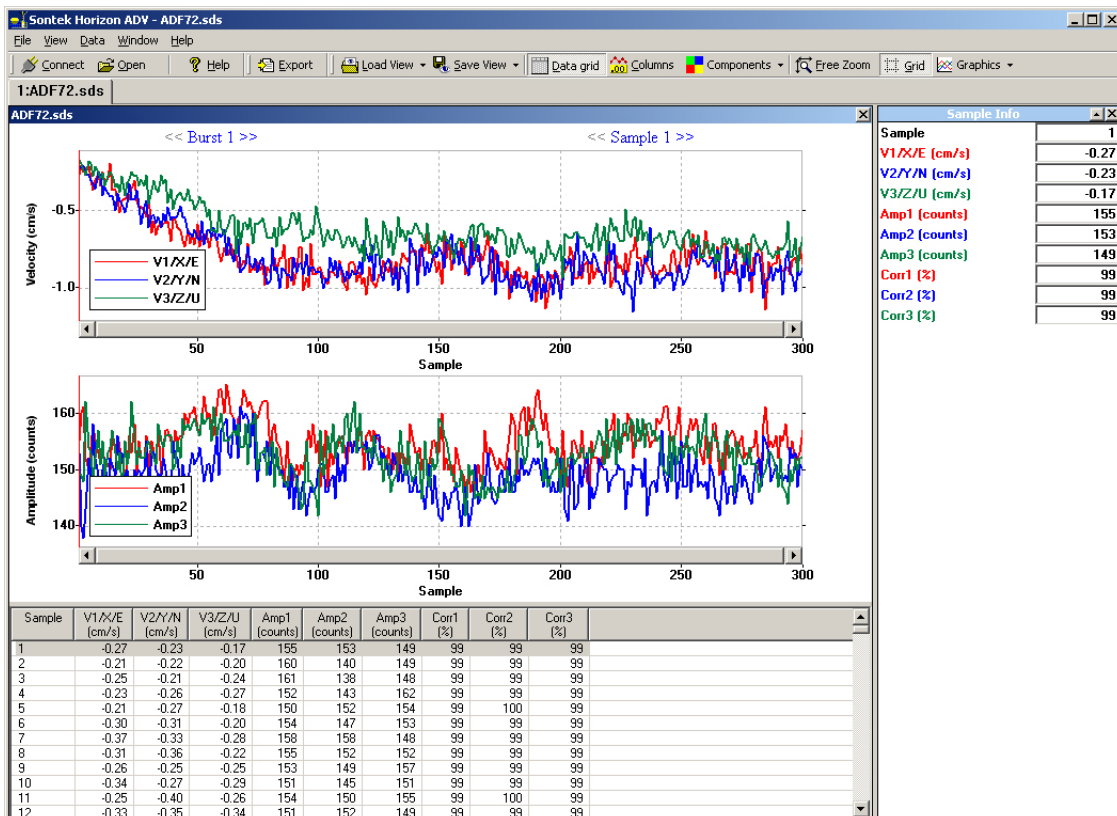 Sontek Horizon ADV - ADF72.sds
File View Data Window Help
Connect Open Help Export Load View Save View Data grid Columns Components Free Zoom Grid Graphics
1:ADF72.sds
ADF72.sds
<< Burst 1 >> << Sample 1 >>
Velocity (cm/s)
-0.5
-1.0
V1/X/E
V2/Y/N
V3/Z/U
50 100 150 200 250 300
Sample
Amplitude (counts)
160
150
140
Amp1
Amp2
Amp3
50 100 150 200 250 300
Sample
Sample V1/X/E (cm/s) V2/Y/N (cm/s) V3/Z/U (cm/s) Amp1 (counts) Amp2 (counts) Amp3 (counts) Corr1 (%) Corr2 (%) Corr3 (%)
1 -0.27 -0.23 -0.17 155 153 149 99 99 99
2 -0.21 -0.22 -0.20 160 140 149 99 99 99
3 -0.25 -0.21 -0.24 161 138 148 99 99 99
4 -0.23 -0.26 -0.27 152 143 162 99 99 99
5 -0.21 -0.27 -0.18 150 152 154 99 100 99
6 -0.30 -0.31 -0.20 154 147 153 99 99 99
7 -0.37 -0.33 -0.28 158 158 148 99 99 99
8 -0.31 -0.36 -0.22 155 152 152 99 99 99
9 -0.26 -0.25 -0.25 153 149 157 99 99 99
10 -0.34 -0.27 -0.29 151 145 151 99 99 99
11 -0.25 -0.40 -0.26 154 150 155 99 100 99
12 -0.33 -0.35 -0.34 151 152 149 99 99 99
Sample Info
Sample 1
V1/X/E (cm/s) -0.27
V2/Y/N (cm/s) -0.23
V3/Z/U (cm/s) -0.17
Amp1 (counts) 155
Amp2 (counts) 153
Amp3 (counts) 149
Corr1 (%) 99
Corr2 (%) 99
Corr3 (%) 99